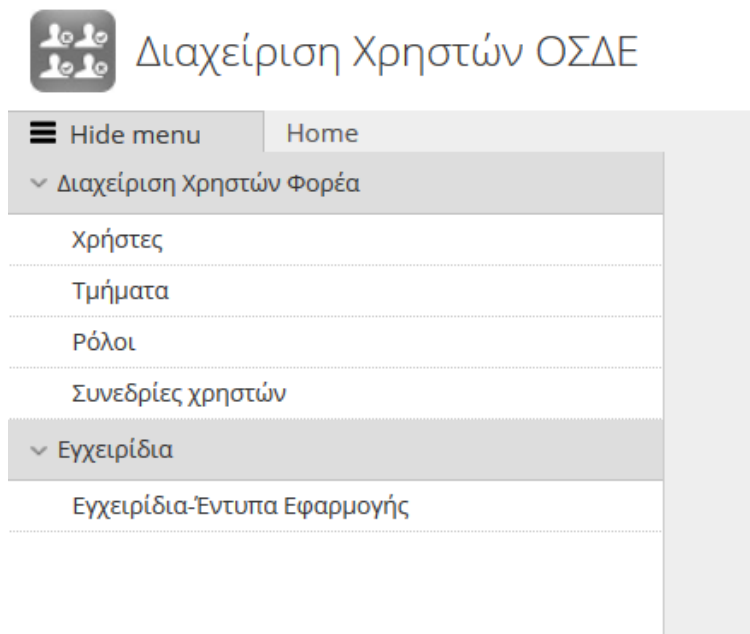 Διαχείριση Χρηστών ΟΣΔΕ
Hide menu Home
Διαχείριση Χρηστών Φορέα
Χρήστες
Τμήματα
Ρόλοι
Συνεδρίες χρηστών
Εγχειρίδια
Εγχειρίδια-Έντυπα Εφαρμογής